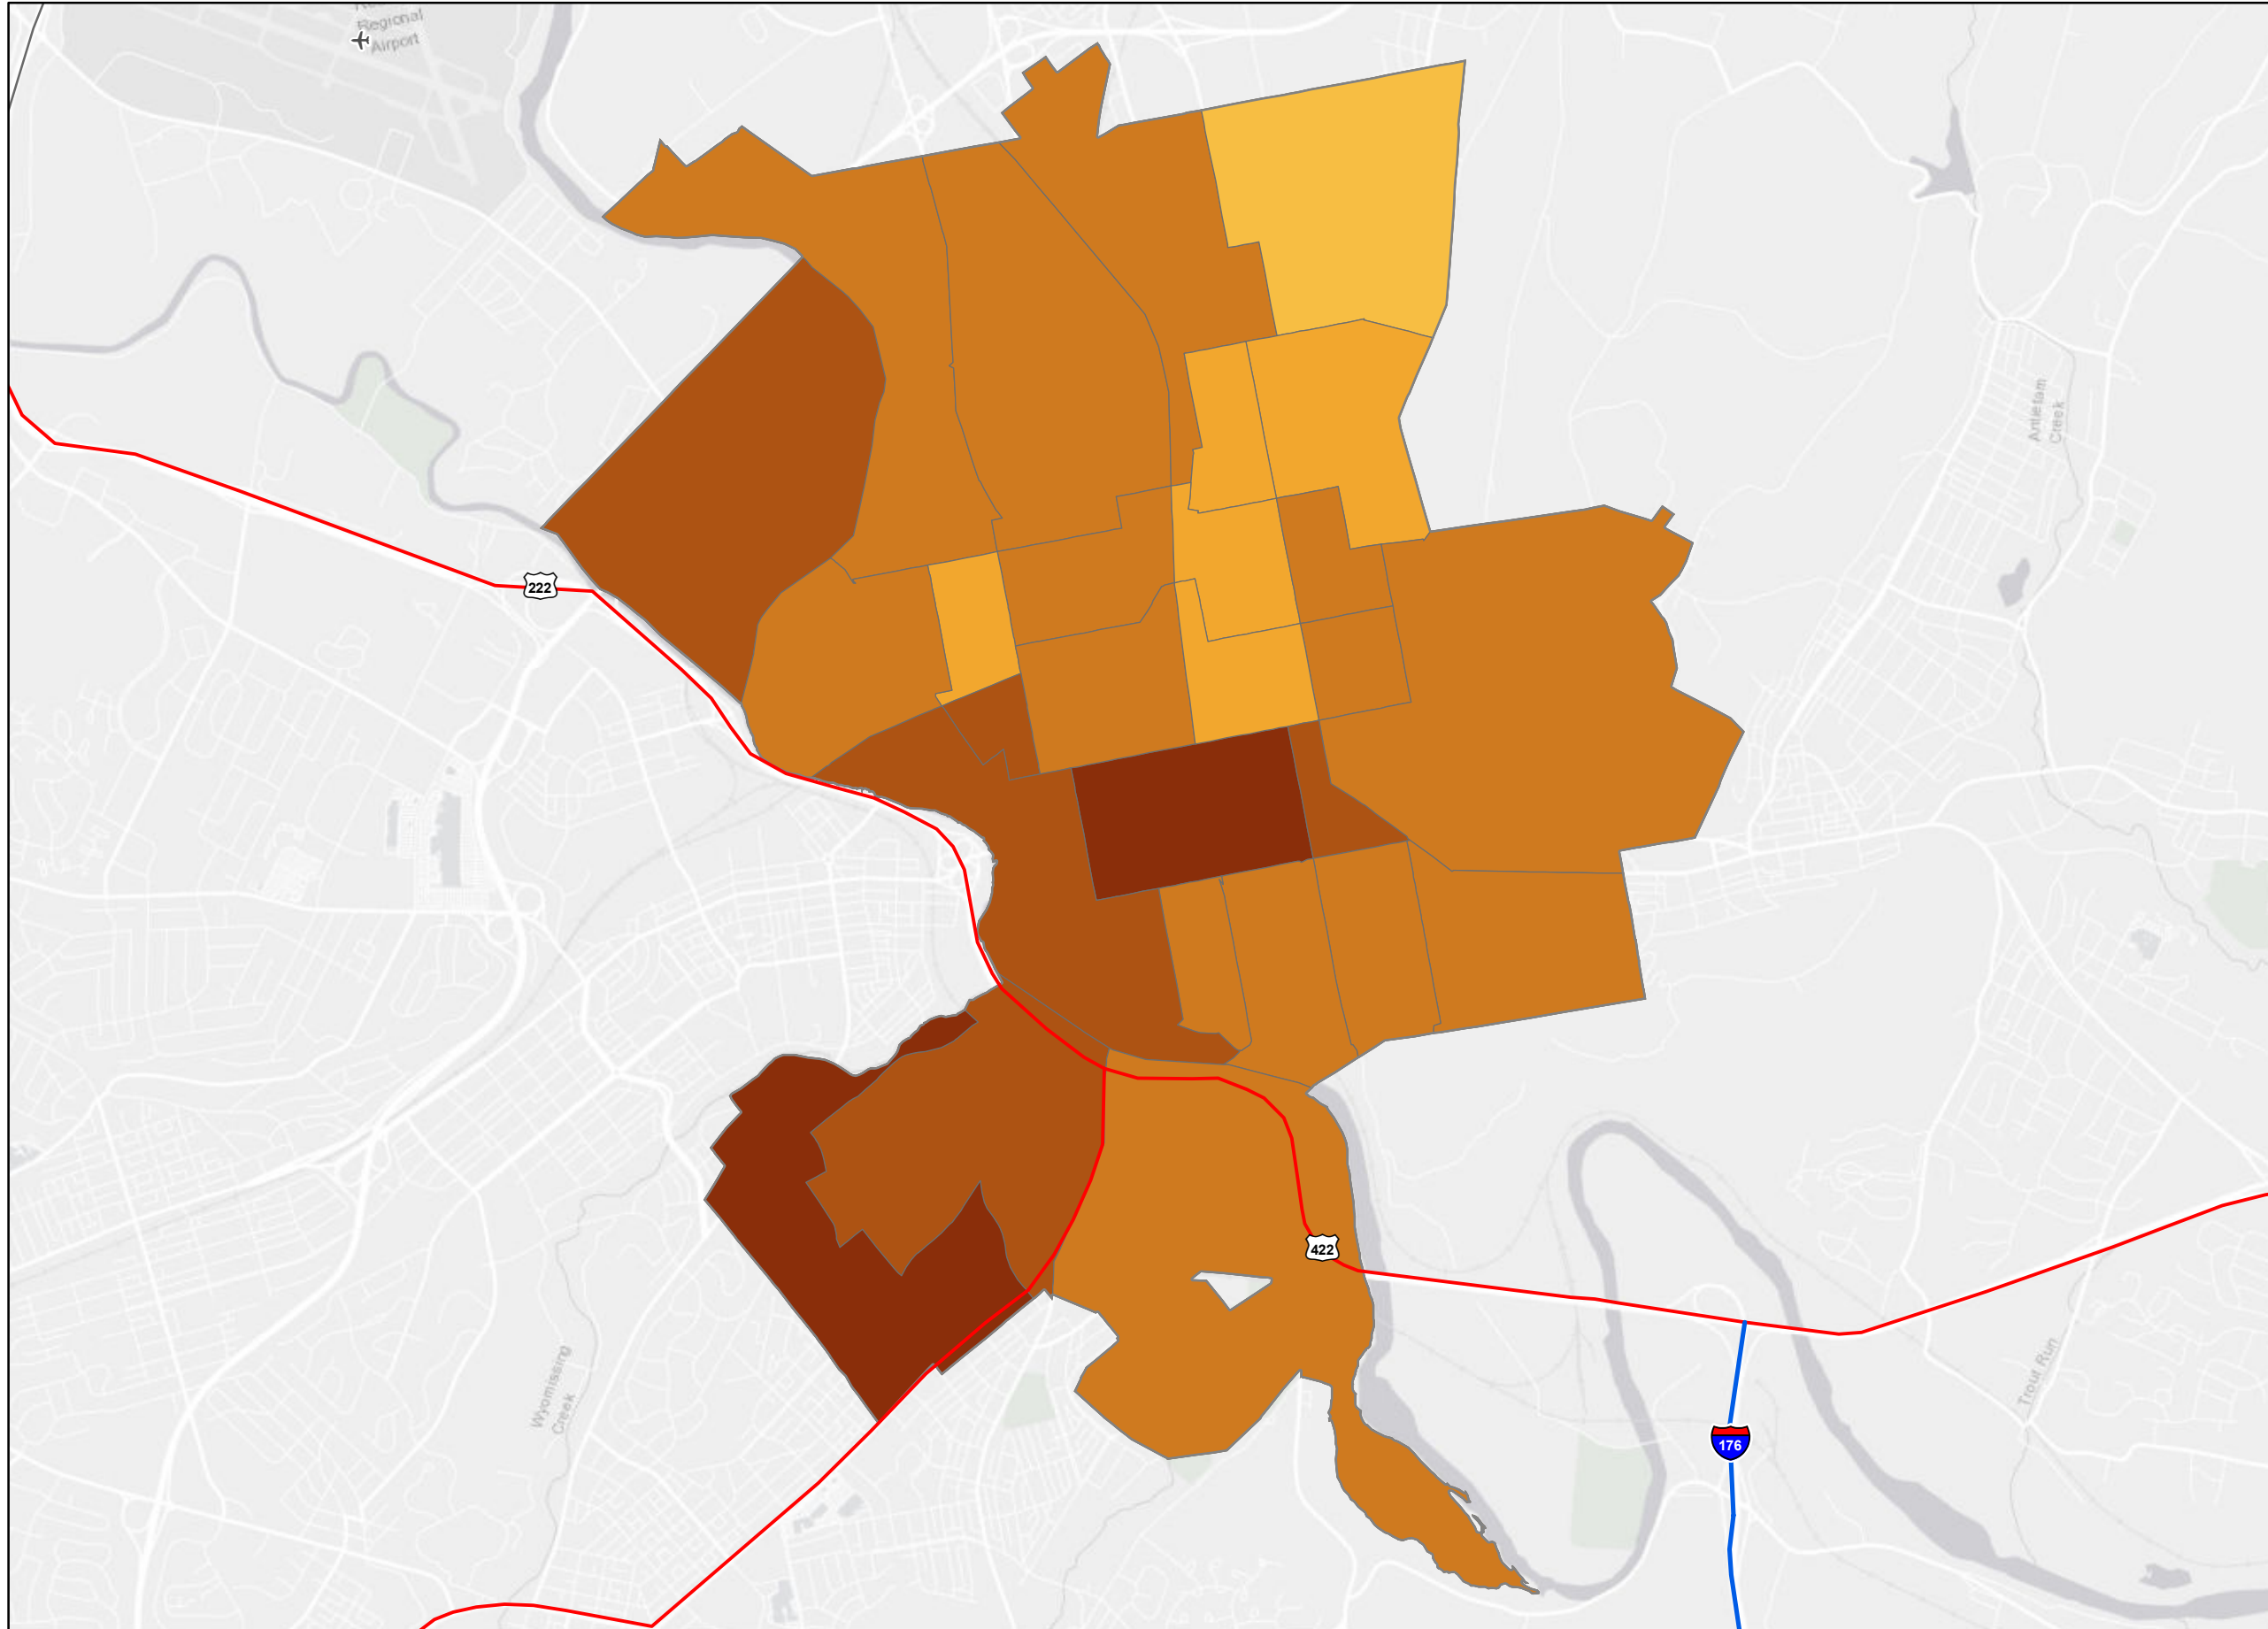 Regional
Airport
Antietam
Creek
222
422
Wyomissing
Creek
Trout Run
176